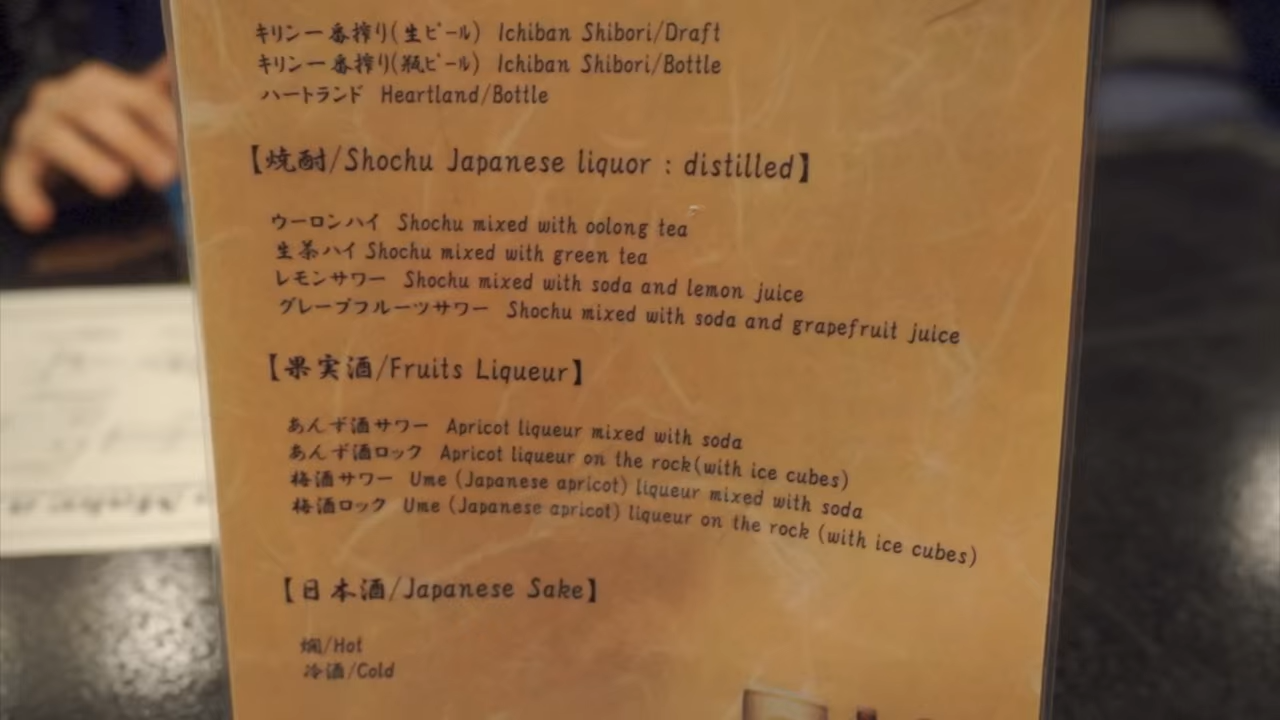 キリン一番搾り(生ビール) Ichiban Shibori/Draft
キリン一番搾り(瓶ビール) Ichiban Shibori/Bottle
ハートランド Heartland/Bottle
【焼酎/Shochu Japanese liquor : distilled】
ウーロンハイ Shochu mixed with oolong tea
生茶ハイ Shochu mixed with green tea
レモンサワー Shochu mixed with soda and lemon juice
グレープフルーツサワー Shochu mixed with soda and grapefruit juice
【果実酒/Fruits Liqueur】
あんず酒サワー Apricot liqueur mixed with soda
あんず酒ロック Apricot liqueur on the rock(with ice cubes)
梅酒サワー Ume (Japanese apricot) liqueur mixed with soda
梅酒ロック Ume (Japanese apricot) liqueur on the rock (with ice cubes)
【日本酒/Japanese Sake】
燗/Hot
冷酒/Cold